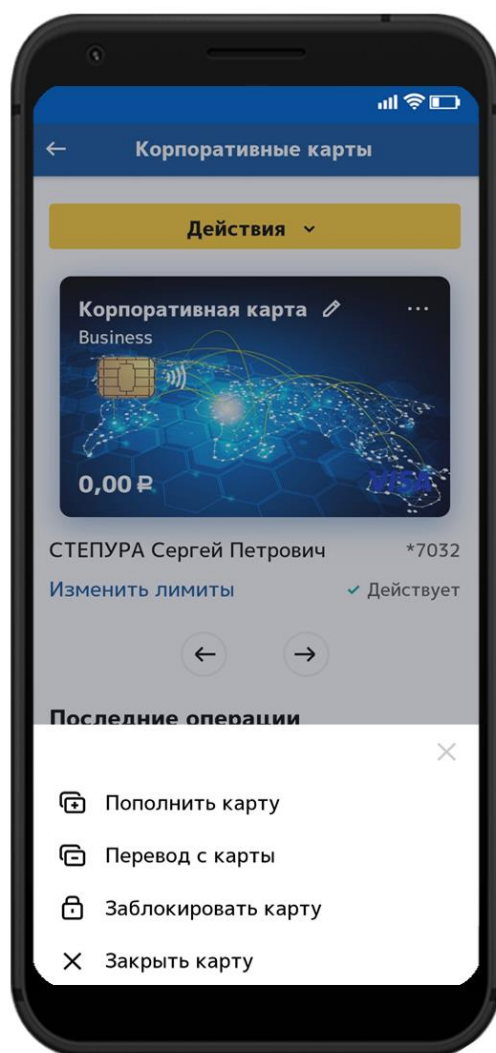 Корпоративные карты
Действия
Корпоративная карта
Business
0,00 ₽
VISA
СТЕПУРА Сергей Петрович *7032
Изменить лимиты Действует
Последние операции
Пополнить карту
Перевод с карты
Заблокировать карту
Закрыть карту